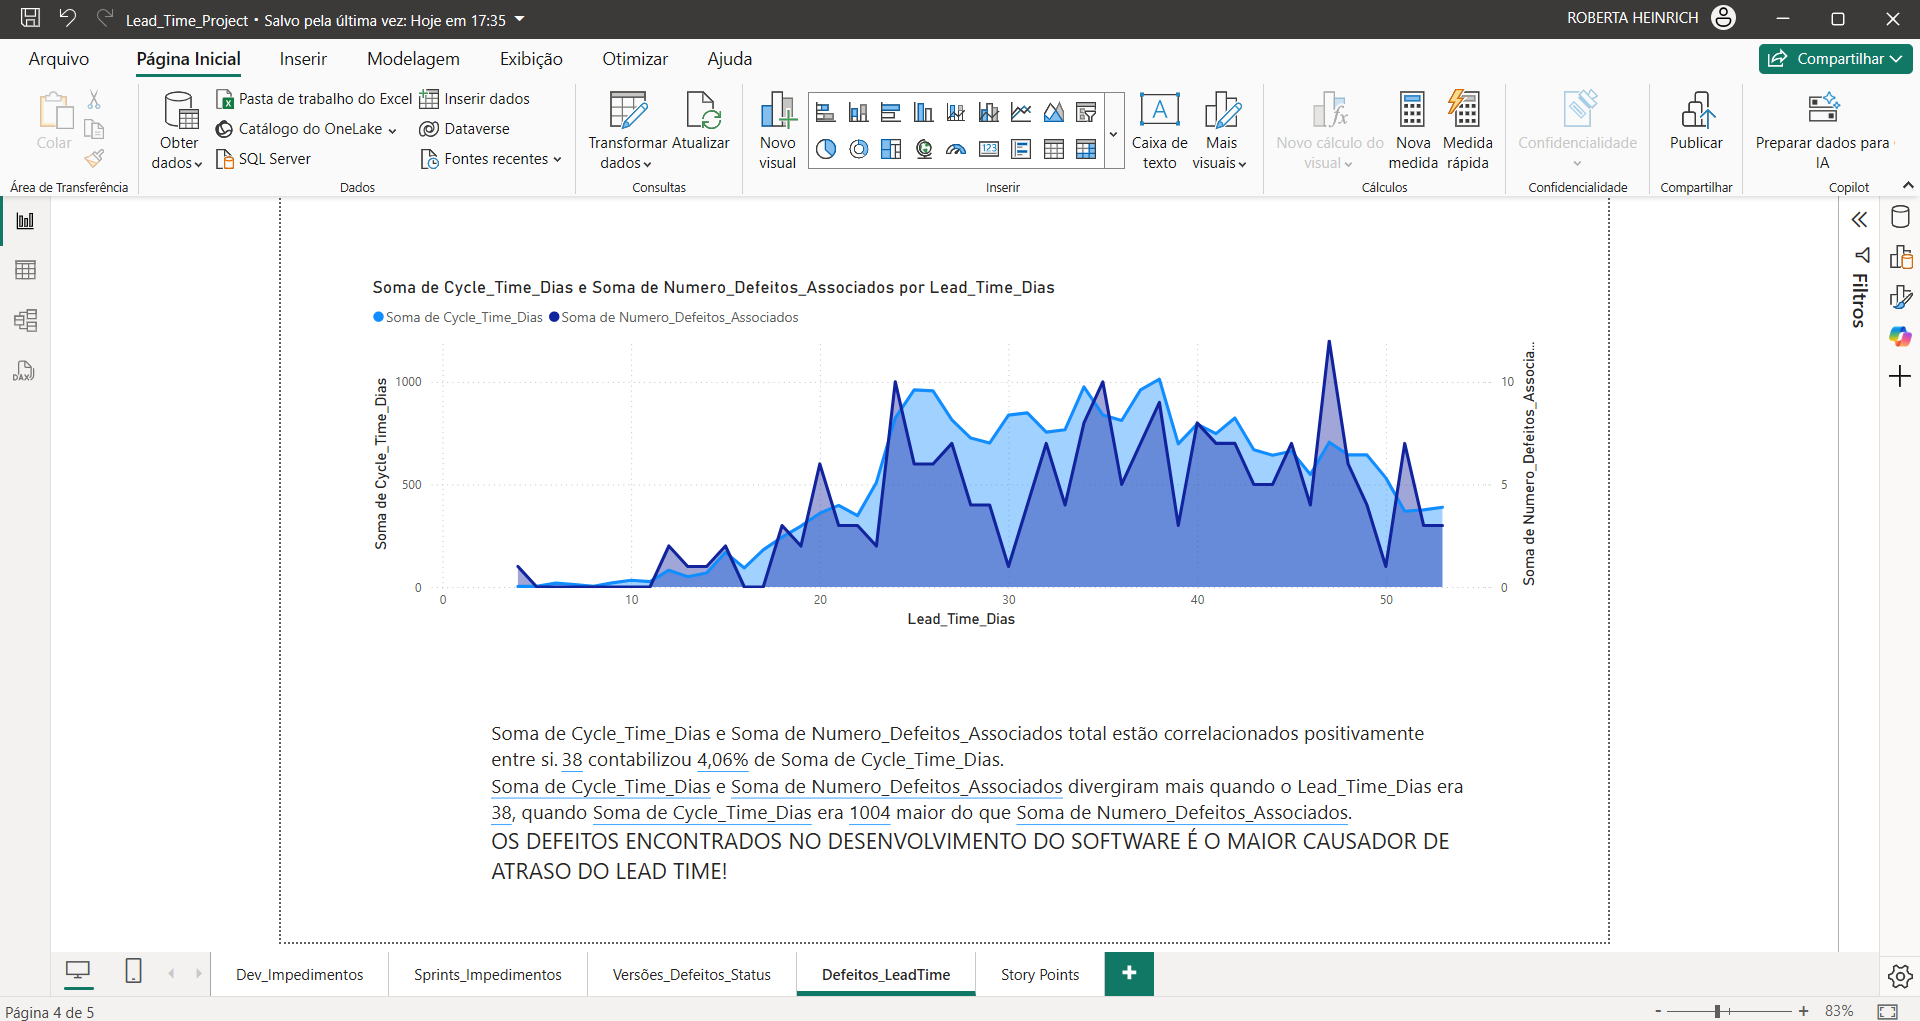 Lead_Time_Project • Salvo pela última vez: Hoje em 17:35
ROBERTA HEINRICH
Arquivo
Página Inicial
Inserir
Modelagem
Exibição
Otimizar
Ajuda
Compartilhar
Colar
Área de Transferência
Obter dados
Pasta de trabalho do Excel
Catálogo do OneLake
SQL Server
Inserir dados
Dataverse
Fontes recentes
Dados
Transformar dados
Atualizar
Consultas
Novo visual
123
A
Caixa de texto
Mais visuais
Inserir
fx
Novo cálculo do visual
Nova medida
Medida rápida
Cálculos
Confidencialidade
Confidencialidade
Publicar
Compartilhar
Preparar dados para
IA
Copilot
DAX
Filtros
Soma de Cycle_Time_Dias e Soma de Numero_Defeitos_Associados por Lead_Time_Dias
Soma de Cycle_Time_Dias
Soma de Numero_Defeitos_Associados
Soma de Cycle_Time_Dias
1000
500
0
10
5
0
Soma de Numero_Defeitos_Associa...
0 10 20 30 40 50
Lead_Time_Dias
Soma de Cycle_Time_Dias e Soma de Numero_Defeitos_Associados total estão correlacionados positivamente
entre si. 38 contabilizou 4,06% de Soma de Cycle_Time_Dias.
Soma de Cycle_Time_Dias e Soma de Numero_Defeitos_Associados divergiram mais quando o Lead_Time_Dias era
38, quando Soma de Cycle_Time_Dias era 1004 maior do que Soma de Numero_Defeitos_Associados.
OS DEFEITOS ENCONTRADOS NO DESENVOLVIMENTO DO SOFTWARE É O MAIOR CAUSADOR DE
ATRASO DO LEAD TIME!
Dev_Impedimentos
Sprints_Impedimentos
Versões_Defeitos_Status
Defeitos_LeadTime
Story Points
Página 4 de 5
- + 83%